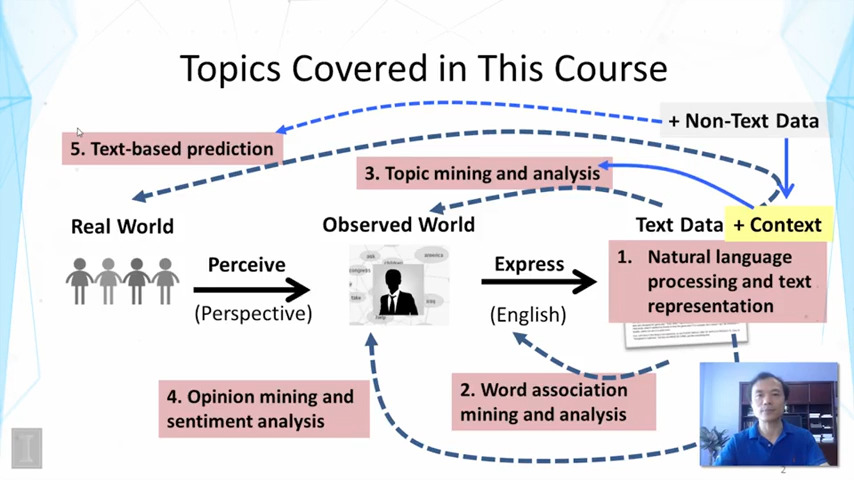 Topics Covered in This Course
+ Non-Text Data
5. Text-based prediction
3. Topic mining and analysis
Real World
Observed World
Text Data
+ Context
Perceive
(Perspective)
Express
(English)
1. Natural language
processing and text
representation
4. Opinion mining and
sentiment analysis
2. Word association
mining and analysis
2